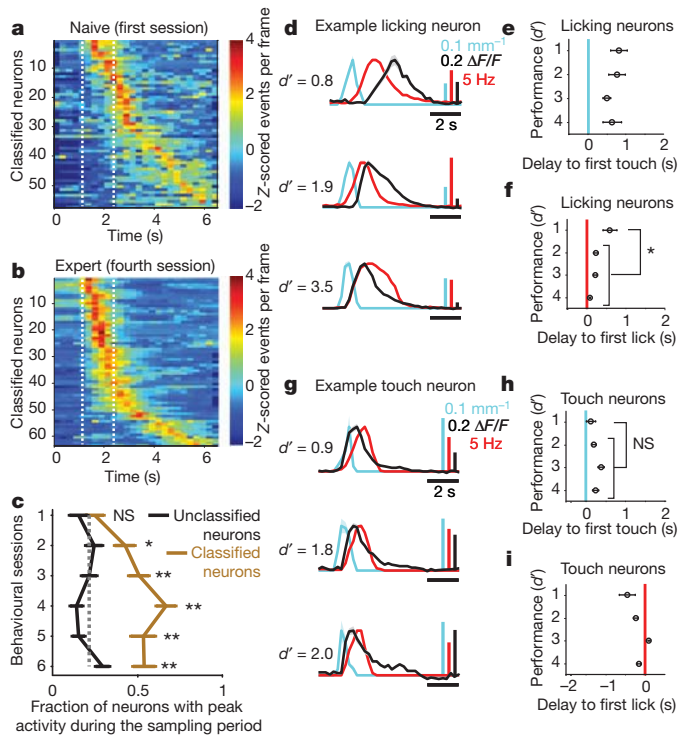 a Naive (first session)
Classified neurons
10
20
30
40
50
0 2 4 6
Time (s)
4
2
0
–2
Z-scored events per frame
b Expert (fourth session)
Classified neurons
0
10
20
30
40
50
60
0 2 4 6
Time (s)
4
2
0
−2
Z-scored events per frame
c
Behavioural sessions
1
2
3
4
5
6
NS
*
**
**
**
**
Unclassified
neurons
Classified
neurons
0 0.5 1
Fraction of neurons with peak
activity during the sampling period
d Example licking neuron
0.1 mm⁻¹
0.2 ΔF/F
5 Hz
d′ = 0.8
2 s
d′ = 1.9
d′ = 3.5
e Licking neurons
Performance (d′)
1
2
3
4
0 2
Delay to first touch (s)
f Licking neurons
Performance (d′)
1
2
3
4
*
0 1 2
Delay to first lick (s)
g Example touch neuron
0.1 mm⁻¹
0.2 ΔF/F
5 Hz
d′ = 0.9
2 s
d′ = 1.8
d′ = 2.0
h Touch neurons
Performance (d′)
1
2
3
4
NS
0 2
Delay to first touch (s)
i Touch neurons
Performance (d′)
1
2
3
4
−2 −1 0
Delay to first lick (s)